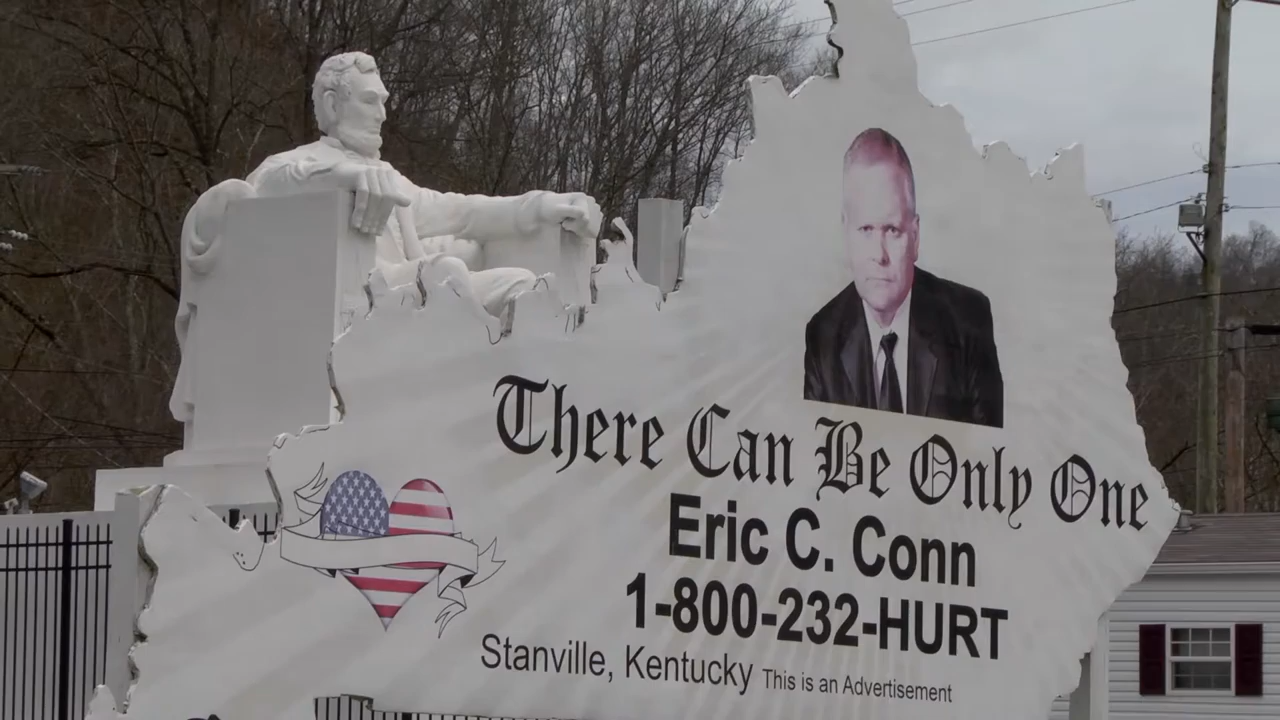 There Can Be Only One
Eric C. Conn
1-800-232-HURT
Stanville, Kentucky This is an Advertisement